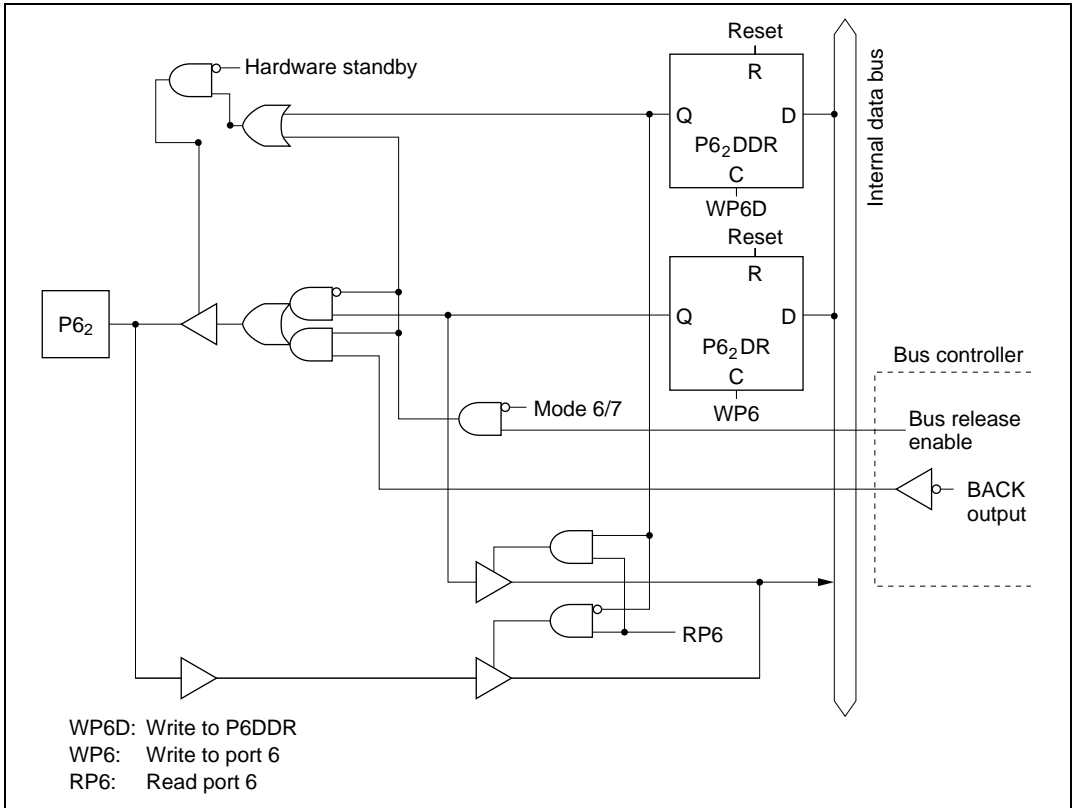 Reset
Hardware standby
R
Q
D
P6₂DDR
C
WP6D
Internal data bus
Reset
R
P6₂
Q
D
P6₂DR
C
WP6
Bus controller
Mode 6/7
Bus release
enable
BACK
output
RP6
WP6D: Write to P6DDR
WP6: Write to port 6
RP6: Read port 6